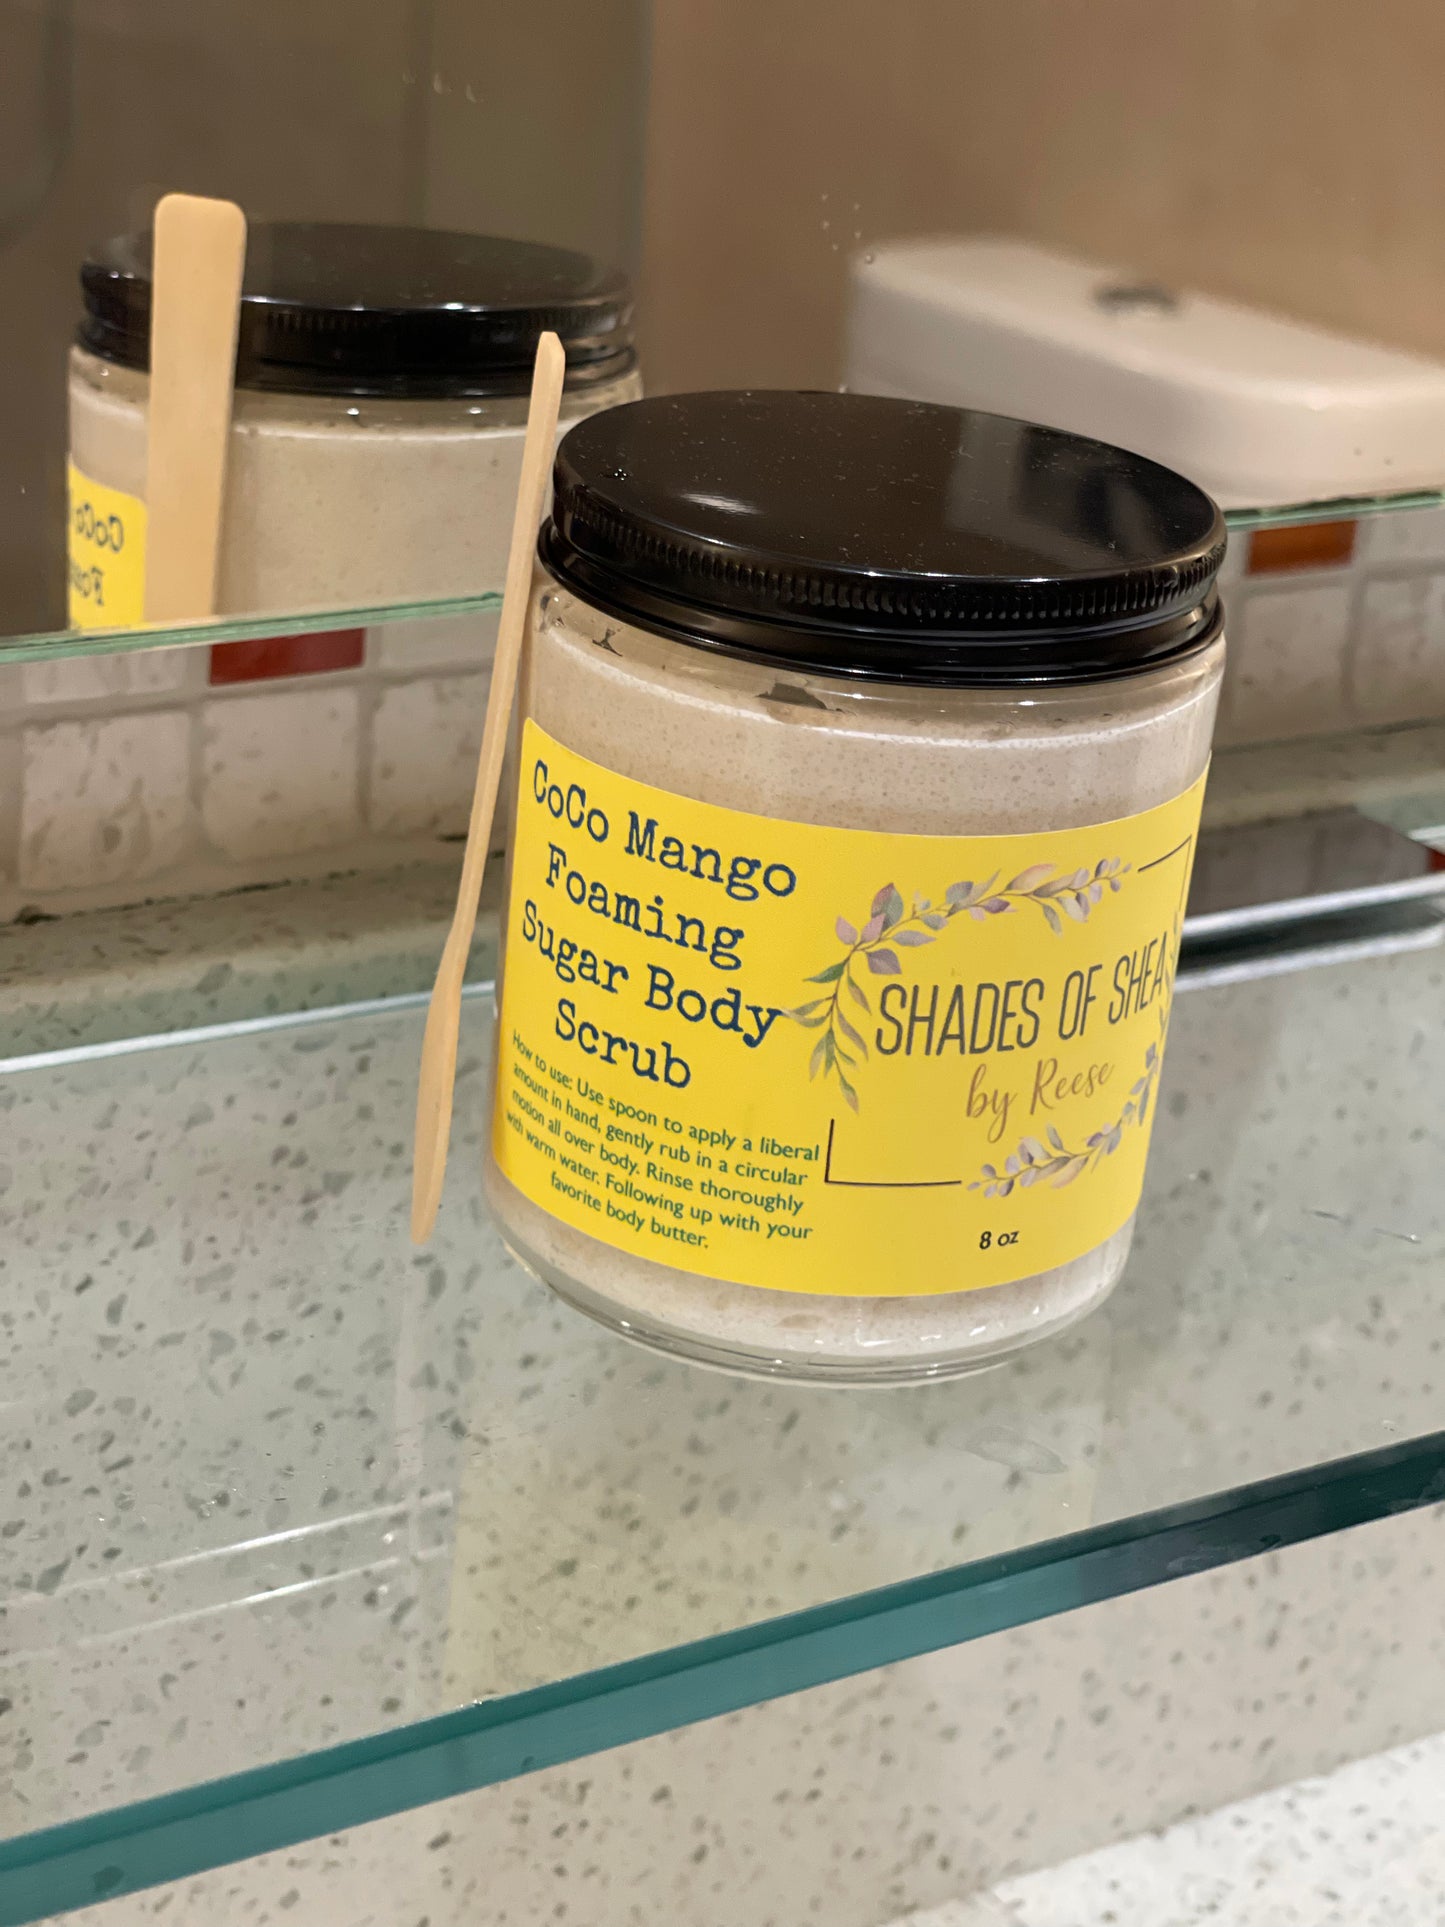 CoCo Mango
Foaming
Sugar Body
Scrub
How to use: Use spoon to apply a liberal
amount in hand, gently rub in a circular
motion all over body. Rinse thoroughly
with warm water. Following up with your
favorite body butter.
SHADES OF SHEA
by Reese
8 oz